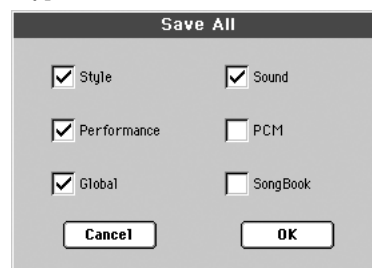 Save All
Style Sound
Performance PCM
Global SongBook
Cancel OK